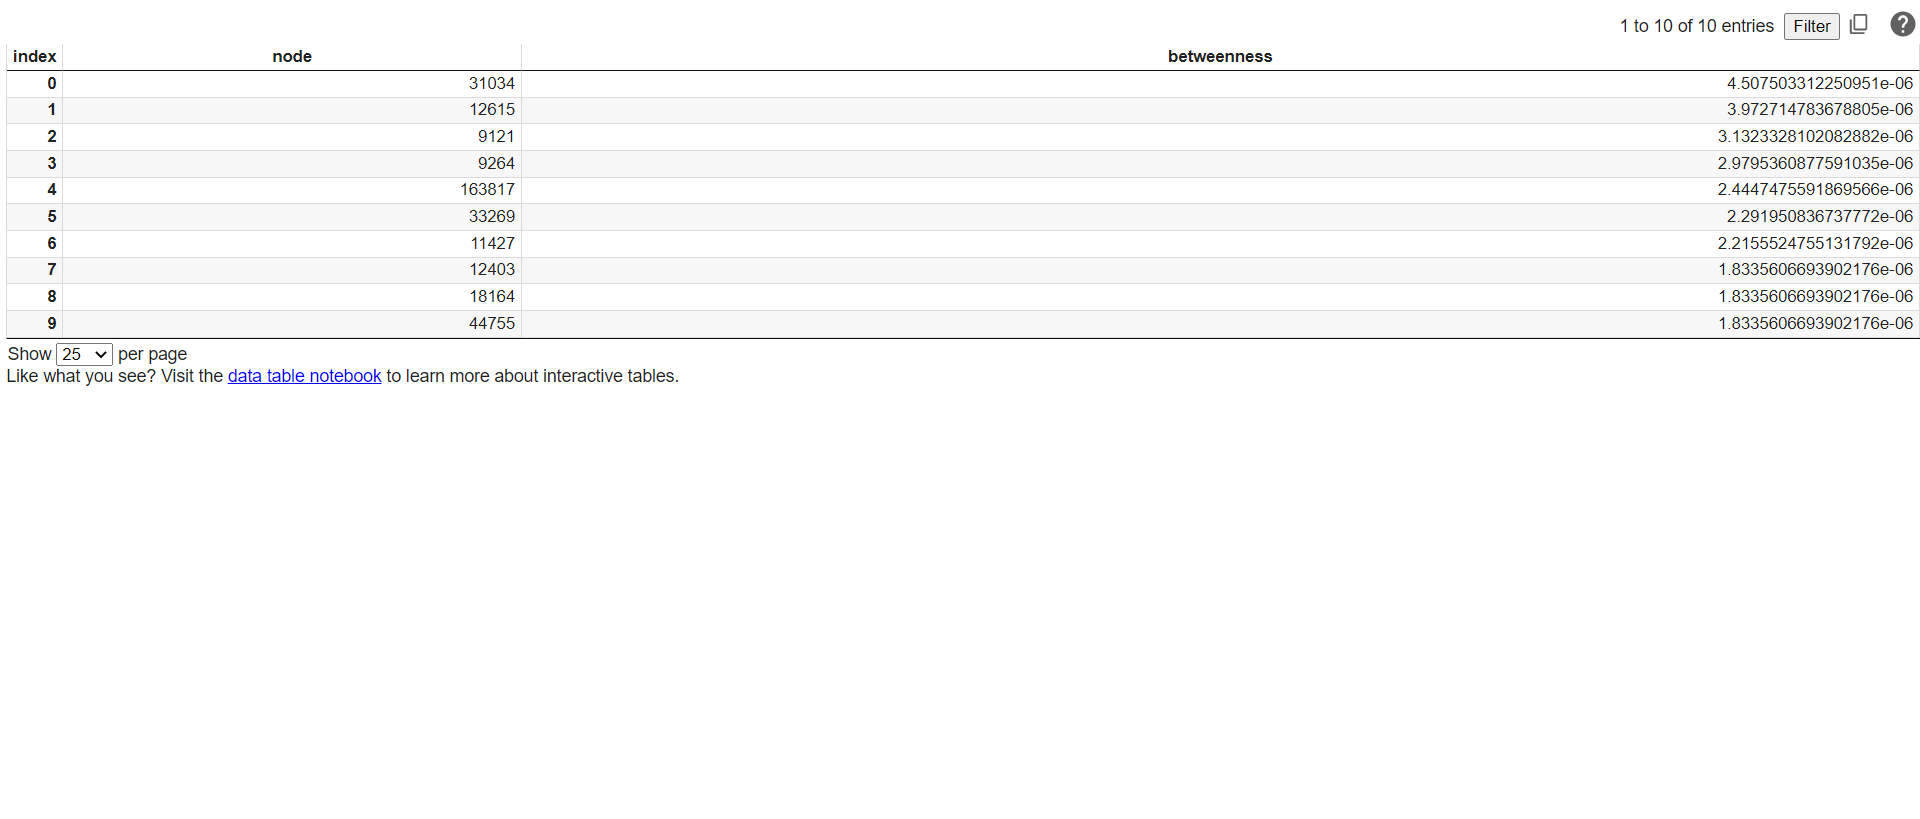 1 to 10 of 10 entries Filter
index node betweenness
0 31034 4.507503312250951e-06
1 12615 3.972714783678805e-06
2 9121 3.1323328102082882e-06
3 9264 2.9795360877591035e-06
4 163817 2.4447475591869566e-06
5 33269 2.291950836737772e-06
6 11427 2.2155524755131792e-06
7 12403 1.8335606693902176e-06
8 18164 1.8335606693902176e-06
9 44755 1.8335606693902176e-06
Show 25 per page
Like what you see? Visit the data table notebook to learn more about interactive tables.